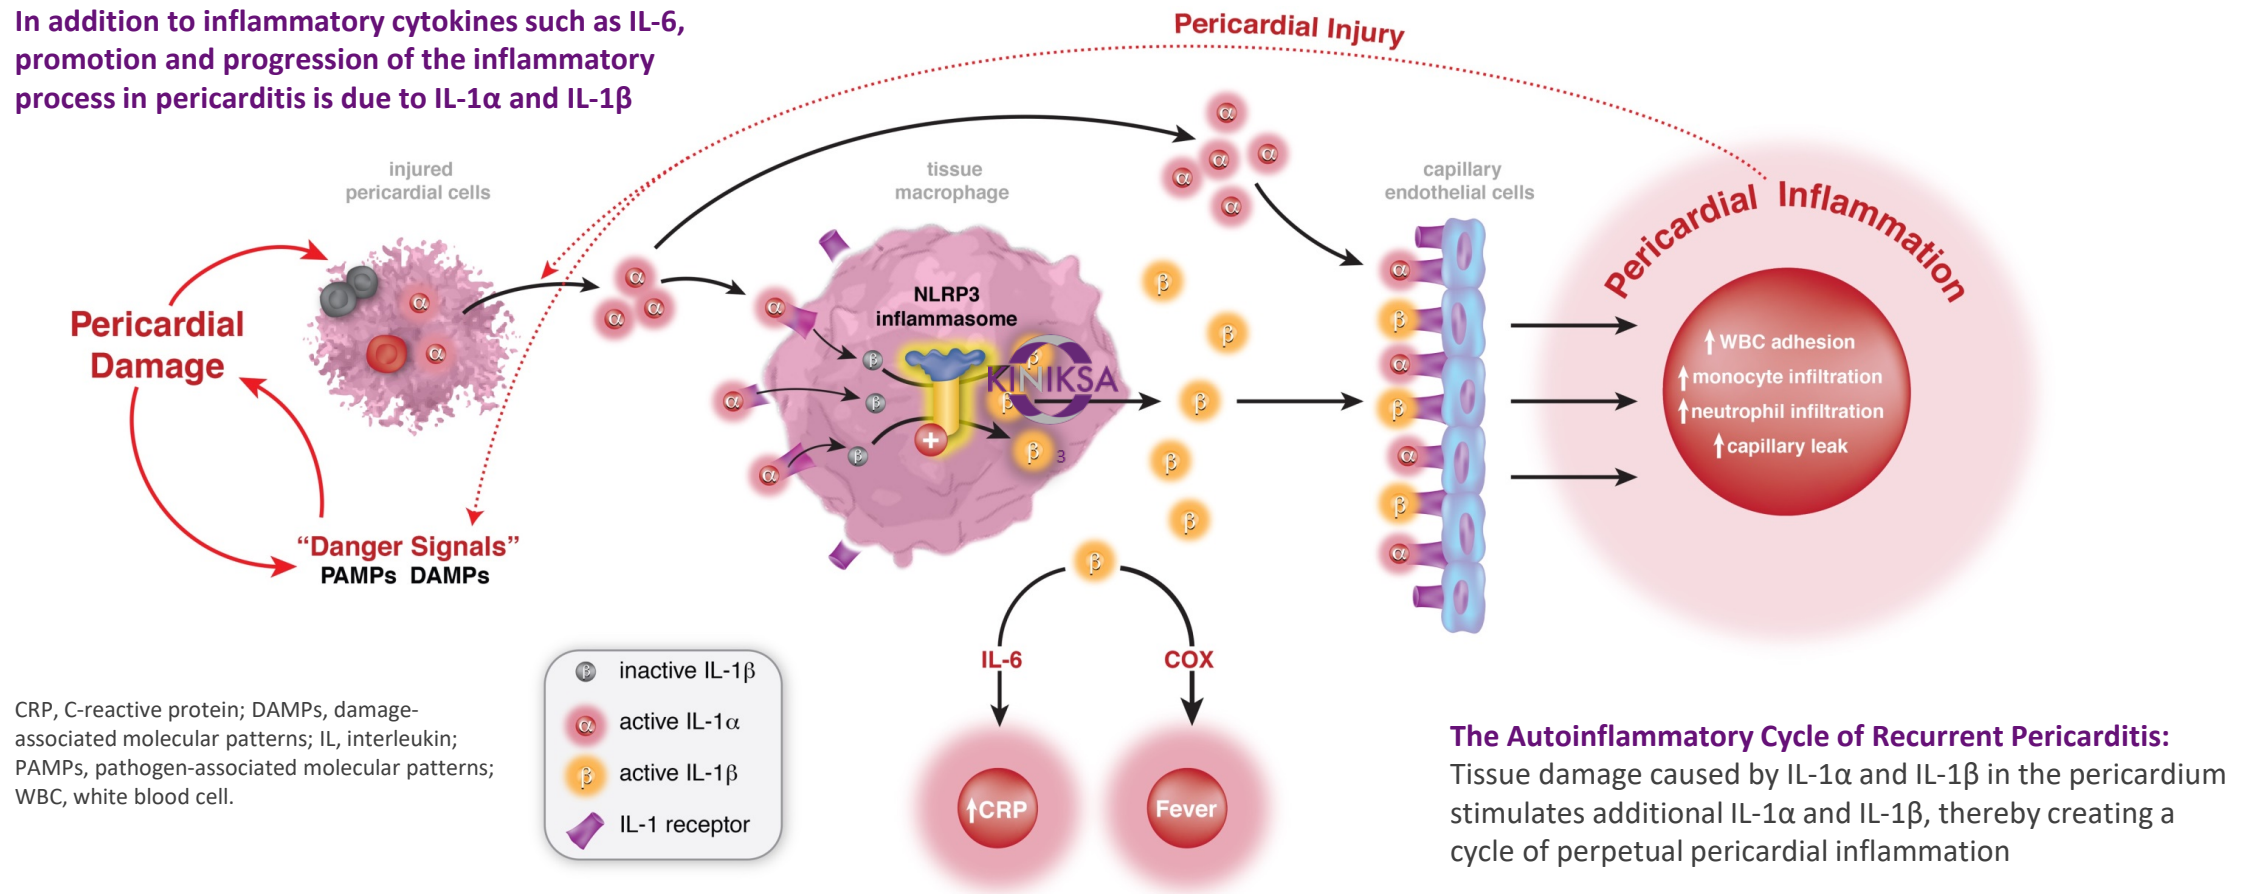 In addition to inflammatory cytokines such as IL-6,
promotion and progression of the inflammatory
process in pericarditis is due to IL-1α and IL-1β
Pericardial Injury
injured
pericardial cells
tissue
macrophage
capillary
endothelial cells
Pericardial Inflammation
Pericardial
Damage
α
α
α
α
α
α
α
α
α
α
α
α
α
NLRP3
inflammasome
β
β
β
β
β
β
3
KINIKSA
β
β
β
β
β
β
α
β
α
β
α
β
α
↑WBC adhesion
↑monocyte infiltration
↑neutrophil infiltration
↑capillary leak
"Danger Signals"
PAMPs DAMPs
IL-6
COX
↑CRP
Fever
β inactive IL-1β
α active IL-1α
β active IL-1β
IL-1 receptor
CRP, C-reactive protein; DAMPs, damage-
associated molecular patterns; IL, interleukin;
PAMPs, pathogen-associated molecular patterns;
WBC, white blood cell.
The Autoinflammatory Cycle of Recurrent Pericarditis:
Tissue damage caused by IL-1α and IL-1β in the pericardium
stimulates additional IL-1α and IL-1β, thereby creating a
cycle of perpetual pericardial inflammation